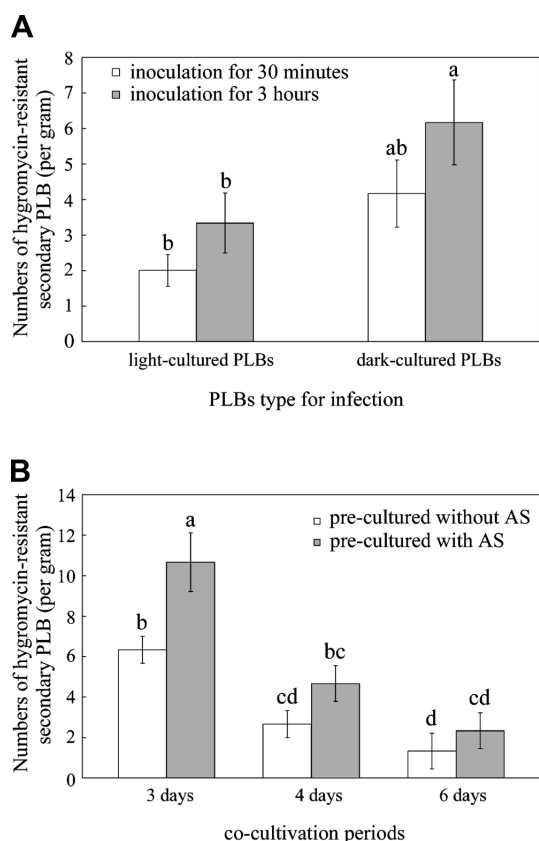 A
Numbers of hygromycin-resistant
secondary PLB (per gram)
8
7
6
5
4
3
2
1
0
inoculation for 30 minutes
inoculation for 3 hours
b
b
ab
a
light-cultured PLBs
dark-cultured PLBs
PLBs type for infection
B
Numbers of hygromycin-resistant
secondary PLB (per gram)
14
12
10
8
6
4
2
0
pre-cultured without AS
pre-cultured with AS
b
a
cd
bc
d
cd
3 days
4 days
6 days
co-cultivation periods